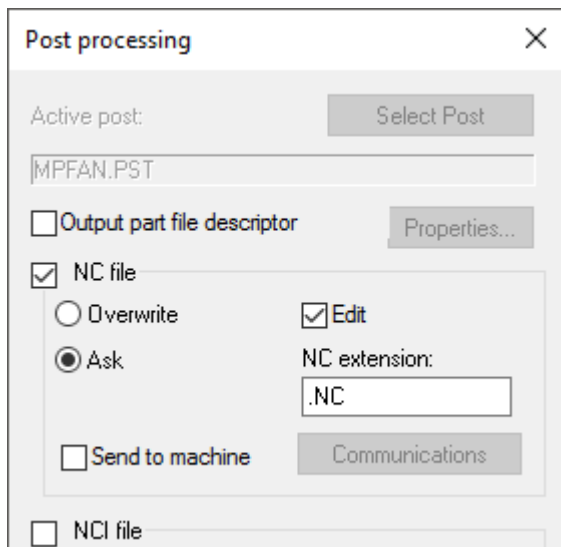 Post processing
Active post:
Select Post
MPFAN.PST
Output part file descriptor
Properties...
NC file
Overwrite
Edit
Ask
NC extension:
.NC
Send to machine
Communications
NCI file